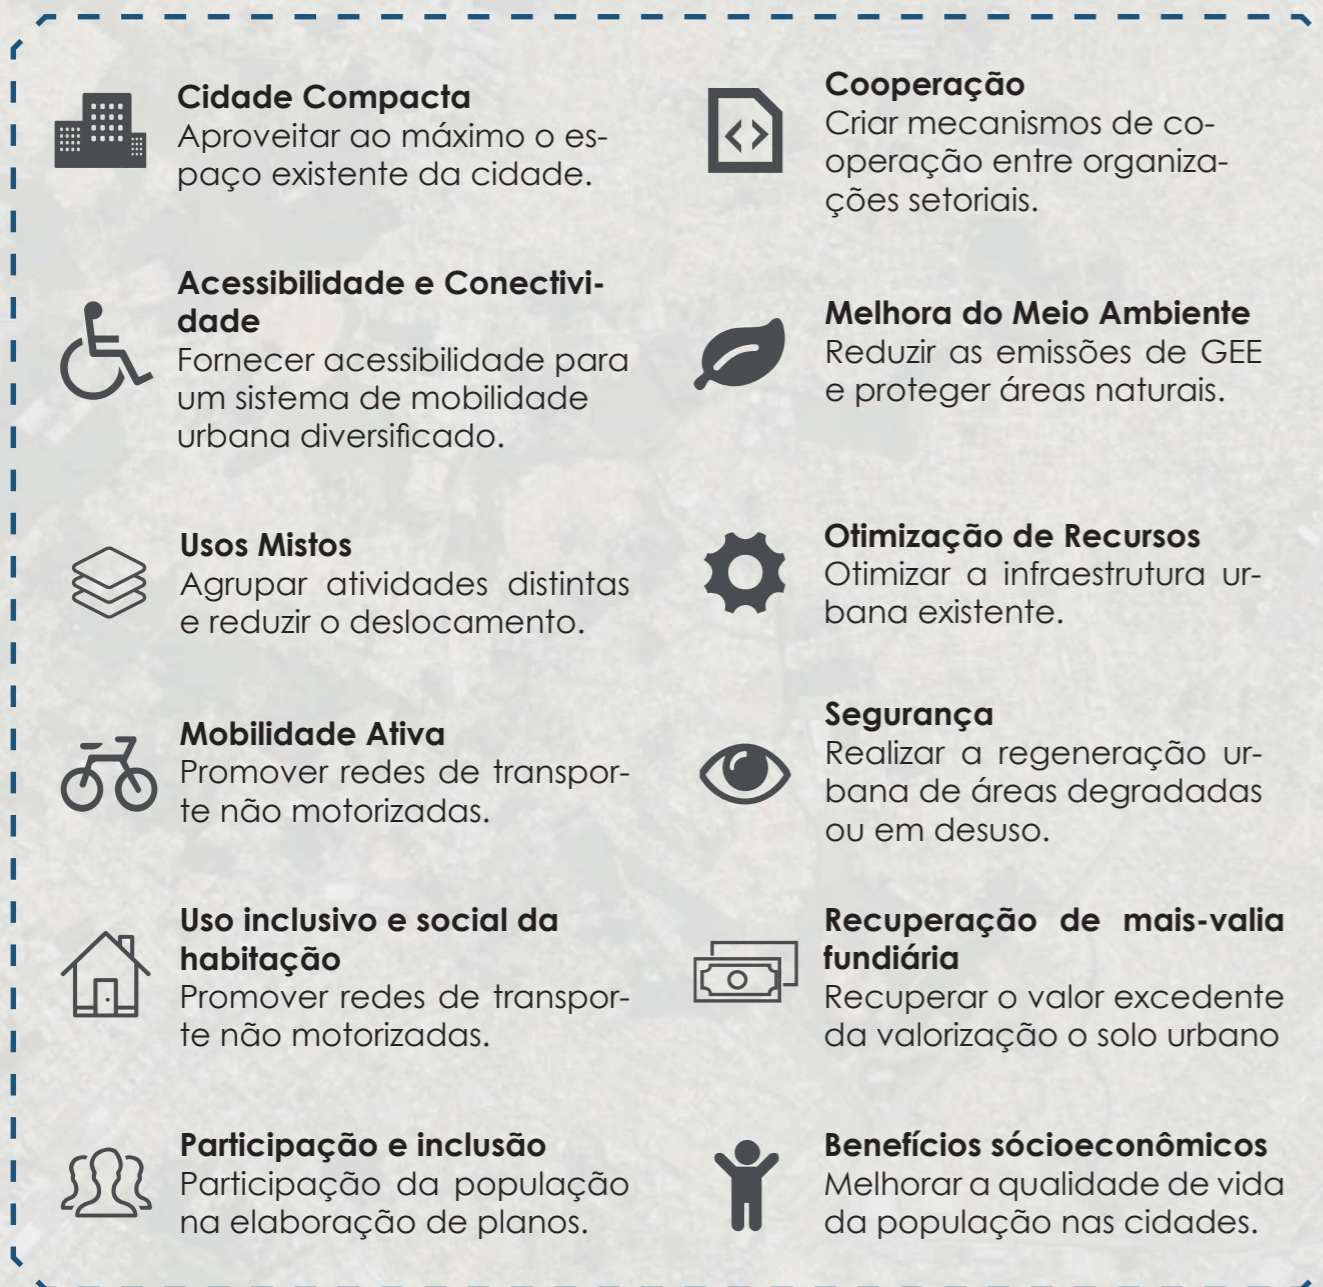 Cidade Compacta
Aproveitar ao máximo o es-
paço existente da cidade.
Acessibilidade e Conectivi-
dade
Fornecer acessibilidade para
um sistema de mobilidade
urbana diversificado.
Usos Mistos
Agrupar atividades distintas
e reduzir o deslocamento.
Mobilidade Ativa
Promover redes de transpor-
te não motorizadas.
Uso inclusivo e social da
habitação
Promover redes de transpor-
te não motorizadas.
Participação e inclusão
Participação da população
na elaboração de planos.
Cooperação
Criar mecanismos de co-
operação entre organiza-
ções setoriais.
Melhora do Meio Ambiente
Reduzir as emissões de GEE
e proteger áreas naturais.
Otimização de Recursos
Otimizar a infraestrutura ur-
bana existente.
Segurança
Realizar a regeneração ur-
bana de áreas degradadas
ou em desuso.
Recuperação de mais-valia
fundiária
Recuperar o valor excedente
da valorização o solo urbano
Benefícios sócioeconômicos
Melhorar a qualidade de vida
da população nas cidades.